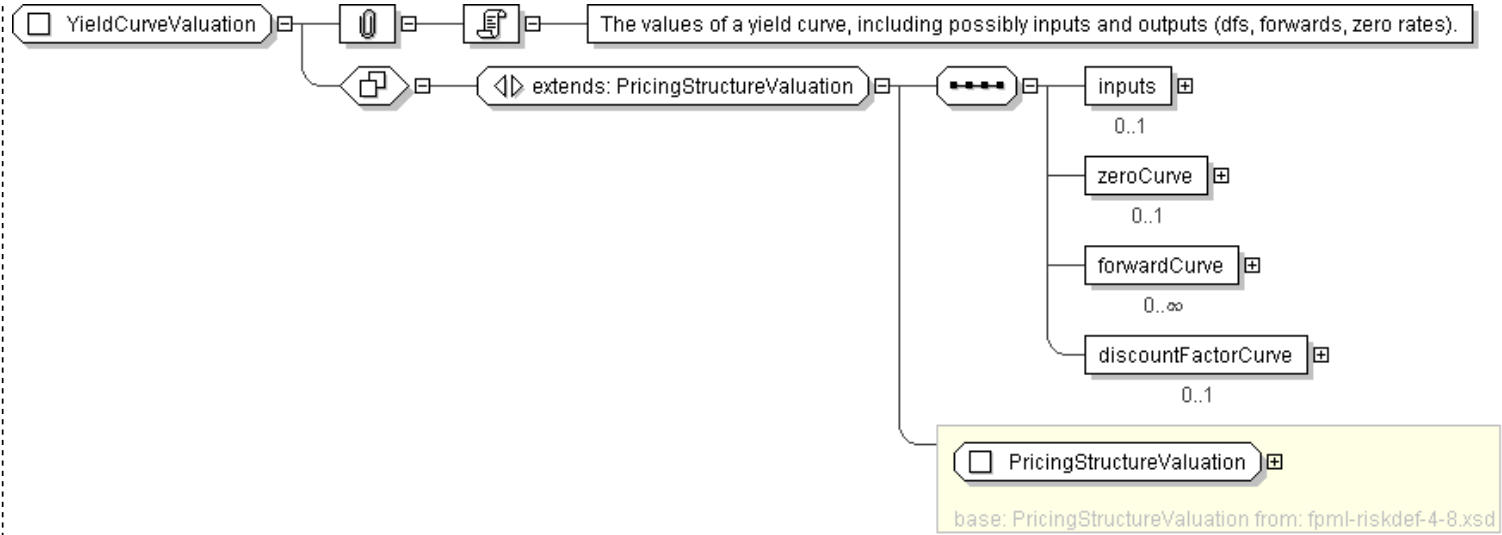 YieldCurveValuation
The values of a yield curve, including possibly inputs and outputs (dfs, forwards, zero rates).
extends: PricingStructureValuation
inputs
0..1
zeroCurve
0..1
forwardCurve
0..∞
discountFactorCurve
0..1
PricingStructureValuation
base: PricingStructureValuation from: fpml-riskdef-4-8.xsd